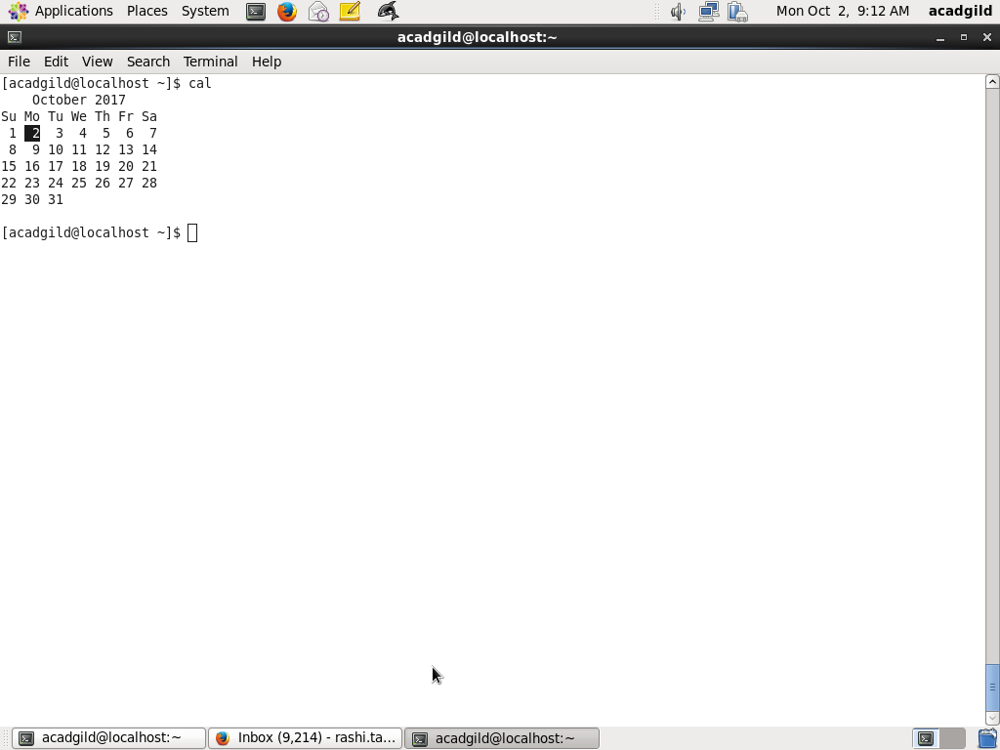 Applications Places System Mon Oct 2, 9:12 AM acadgild
acadgild@localhost:~
File Edit View Search Terminal Help
[acadgild@localhost ~]$ cal
    October 2017
Su Mo Tu We Th Fr Sa
 1  2  3  4  5  6  7
 8  9 10 11 12 13 14
15 16 17 18 19 20 21
22 23 24 25 26 27 28
29 30 31
[acadgild@localhost ~]$
acadgild@localhost:~ Inbox (9,214) - rashi.ta... acadgild@localhost:~